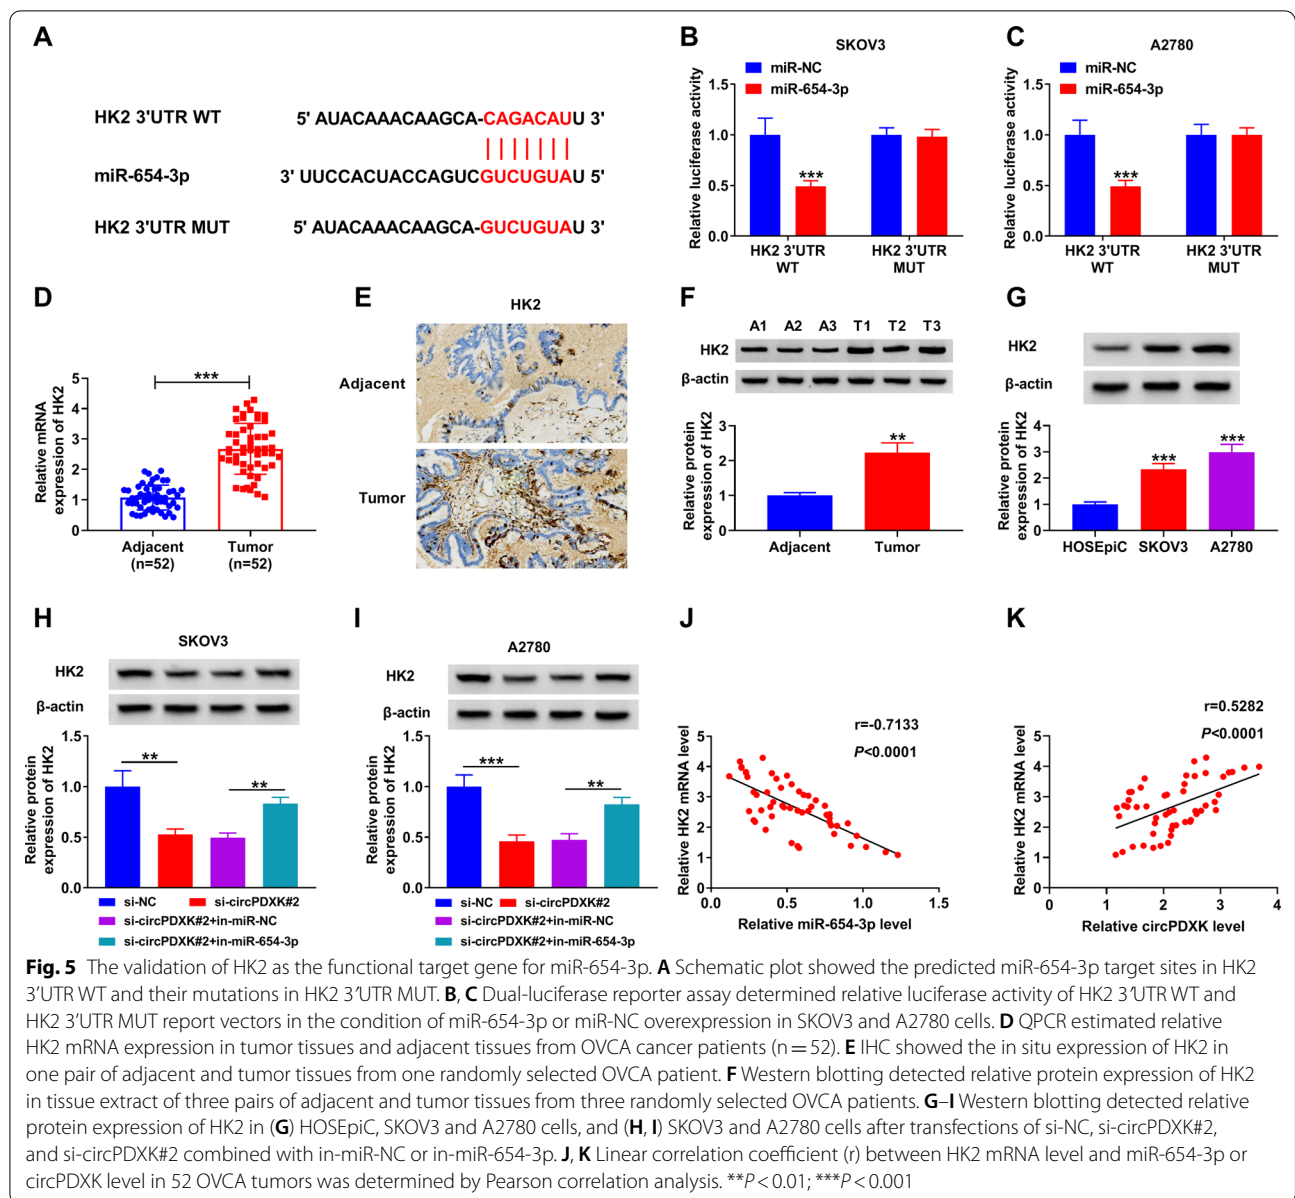 A
HK2 3'UTR WT 5' AUACAAACAAGCA-CAGACAUU 3'
miR-654-3p 3' UUCCACUACCAGUCGUCUGUAU 5'
HK2 3'UTR MUT 5' AUACAAACAAGCA-GUCUGUAU 3'
B
SKOV3
miR-NC
miR-654-3p
Relative luciferase activity
1.5
1.0
0.5
0.0
***
HK2 3'UTR HK2 3'UTR
WT MUT
C
A2780
miR-NC
miR-654-3p
Relative luciferase activity
1.5
1.0
0.5
0.0
***
HK2 3'UTR HK2 3'UTR
WT MUT
D
Relative mRNA
expression of HK2
5
4
3
2
1
0
***
Adjacent Tumor
(n=52) (n=52)
E
HK2
Adjacent
Tumor
F
A1 A2 A3 T1 T2 T3
HK2
β-actin
Relative protein
expression of HK2
3
2
1
0
**
Adjacent Tumor
G
HK2
β-actin
Relative protein
expression of HK2
4
3
2
1
0
***
***
HOSEpiC SKOV3 A2780
H
SKOV3
HK2
β-actin
Relative protein
expression of HK2
1.5
1.0
0.5
0.0
**
**
si-NC si-circPDXK#2
si-circPDXK#2+in-miR-NC
si-circPDXK#2+in-miR-654-3p
I
A2780
HK2
β-actin
Relative protein
expression of HK2
1.5
1.0
0.5
0.0
***
**
si-NC si-circPDXK#2
si-circPDXK#2+in-miR-NC
si-circPDXK#2+in-miR-654-3p
J
r=-0.7133
P<0.0001
Relative HK2 mRNA level
5
4
3
2
1
0
0.0 0.5 1.0 1.5
Relative miR-654-3p level
K
r=0.5282
P<0.0001
Relative HK2 mRNA level
5
4
3
2
1
0
0 1 2 3 4
Relative circPDXK level
Fig. 5 The validation of HK2 as the functional target gene for miR-654-3p. A Schematic plot showed the predicted miR-654-3p target sites in HK2
3′UTR WT and their mutations in HK2 3′UTR MUT. B, C Dual-luciferase reporter assay determined relative luciferase activity of HK2 3′UTR WT and
HK2 3′UTR MUT report vectors in the condition of miR-654-3p or miR-NC overexpression in SKOV3 and A2780 cells. D QPCR estimated relative
HK2 mRNA expression in tumor tissues and adjacent tissues from OVCA cancer patients (n = 52). E IHC showed the in situ expression of HK2 in
one pair of adjacent and tumor tissues from one randomly selected OVCA patient. F Western blotting detected relative protein expression of HK2
in tissue extract of three pairs of adjacent and tumor tissues from three randomly selected OVCA patients. G–I Western blotting detected relative
protein expression of HK2 in (G) HOSEpiC, SKOV3 and A2780 cells, and (H, I) SKOV3 and A2780 cells after transfections of si-NC, si-circPDXK#2,
and si-circPDXK#2 combined with in-miR-NC or in-miR-654-3p. J, K Linear correlation coefficient (r) between HK2 mRNA level and miR-654-3p or
circPDXK level in 52 OVCA tumors was determined by Pearson correlation analysis. **P < 0.01; ***P < 0.001